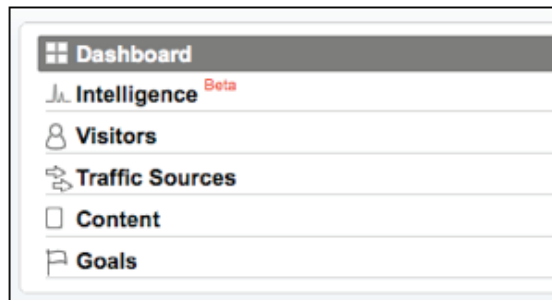 Dashboard
Intelligence Beta
Visitors
Traffic Sources
Content
Goals